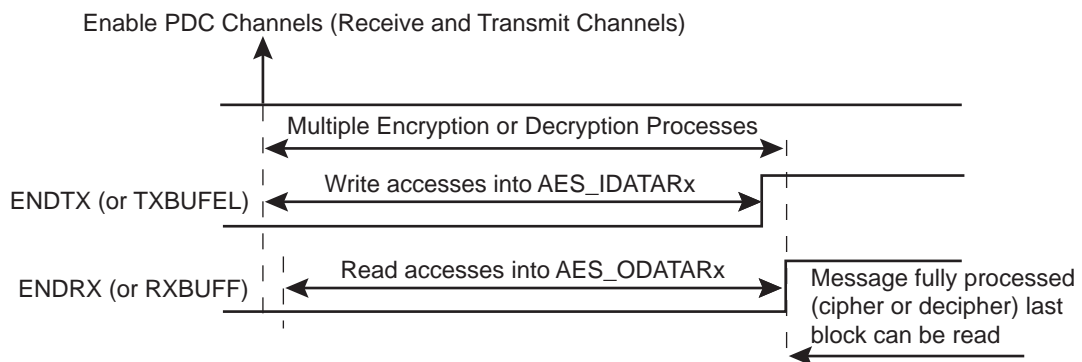 Enable PDC Channels (Receive and Transmit Channels)
Multiple Encryption or Decryption Processes
Write accesses into AES_IDATARx
ENDTX (or TXBUFEL)
Read accesses into AES_ODATARx
ENDRX (or RXBUFF)
Message fully processed
(cipher or decipher) last
block can be read